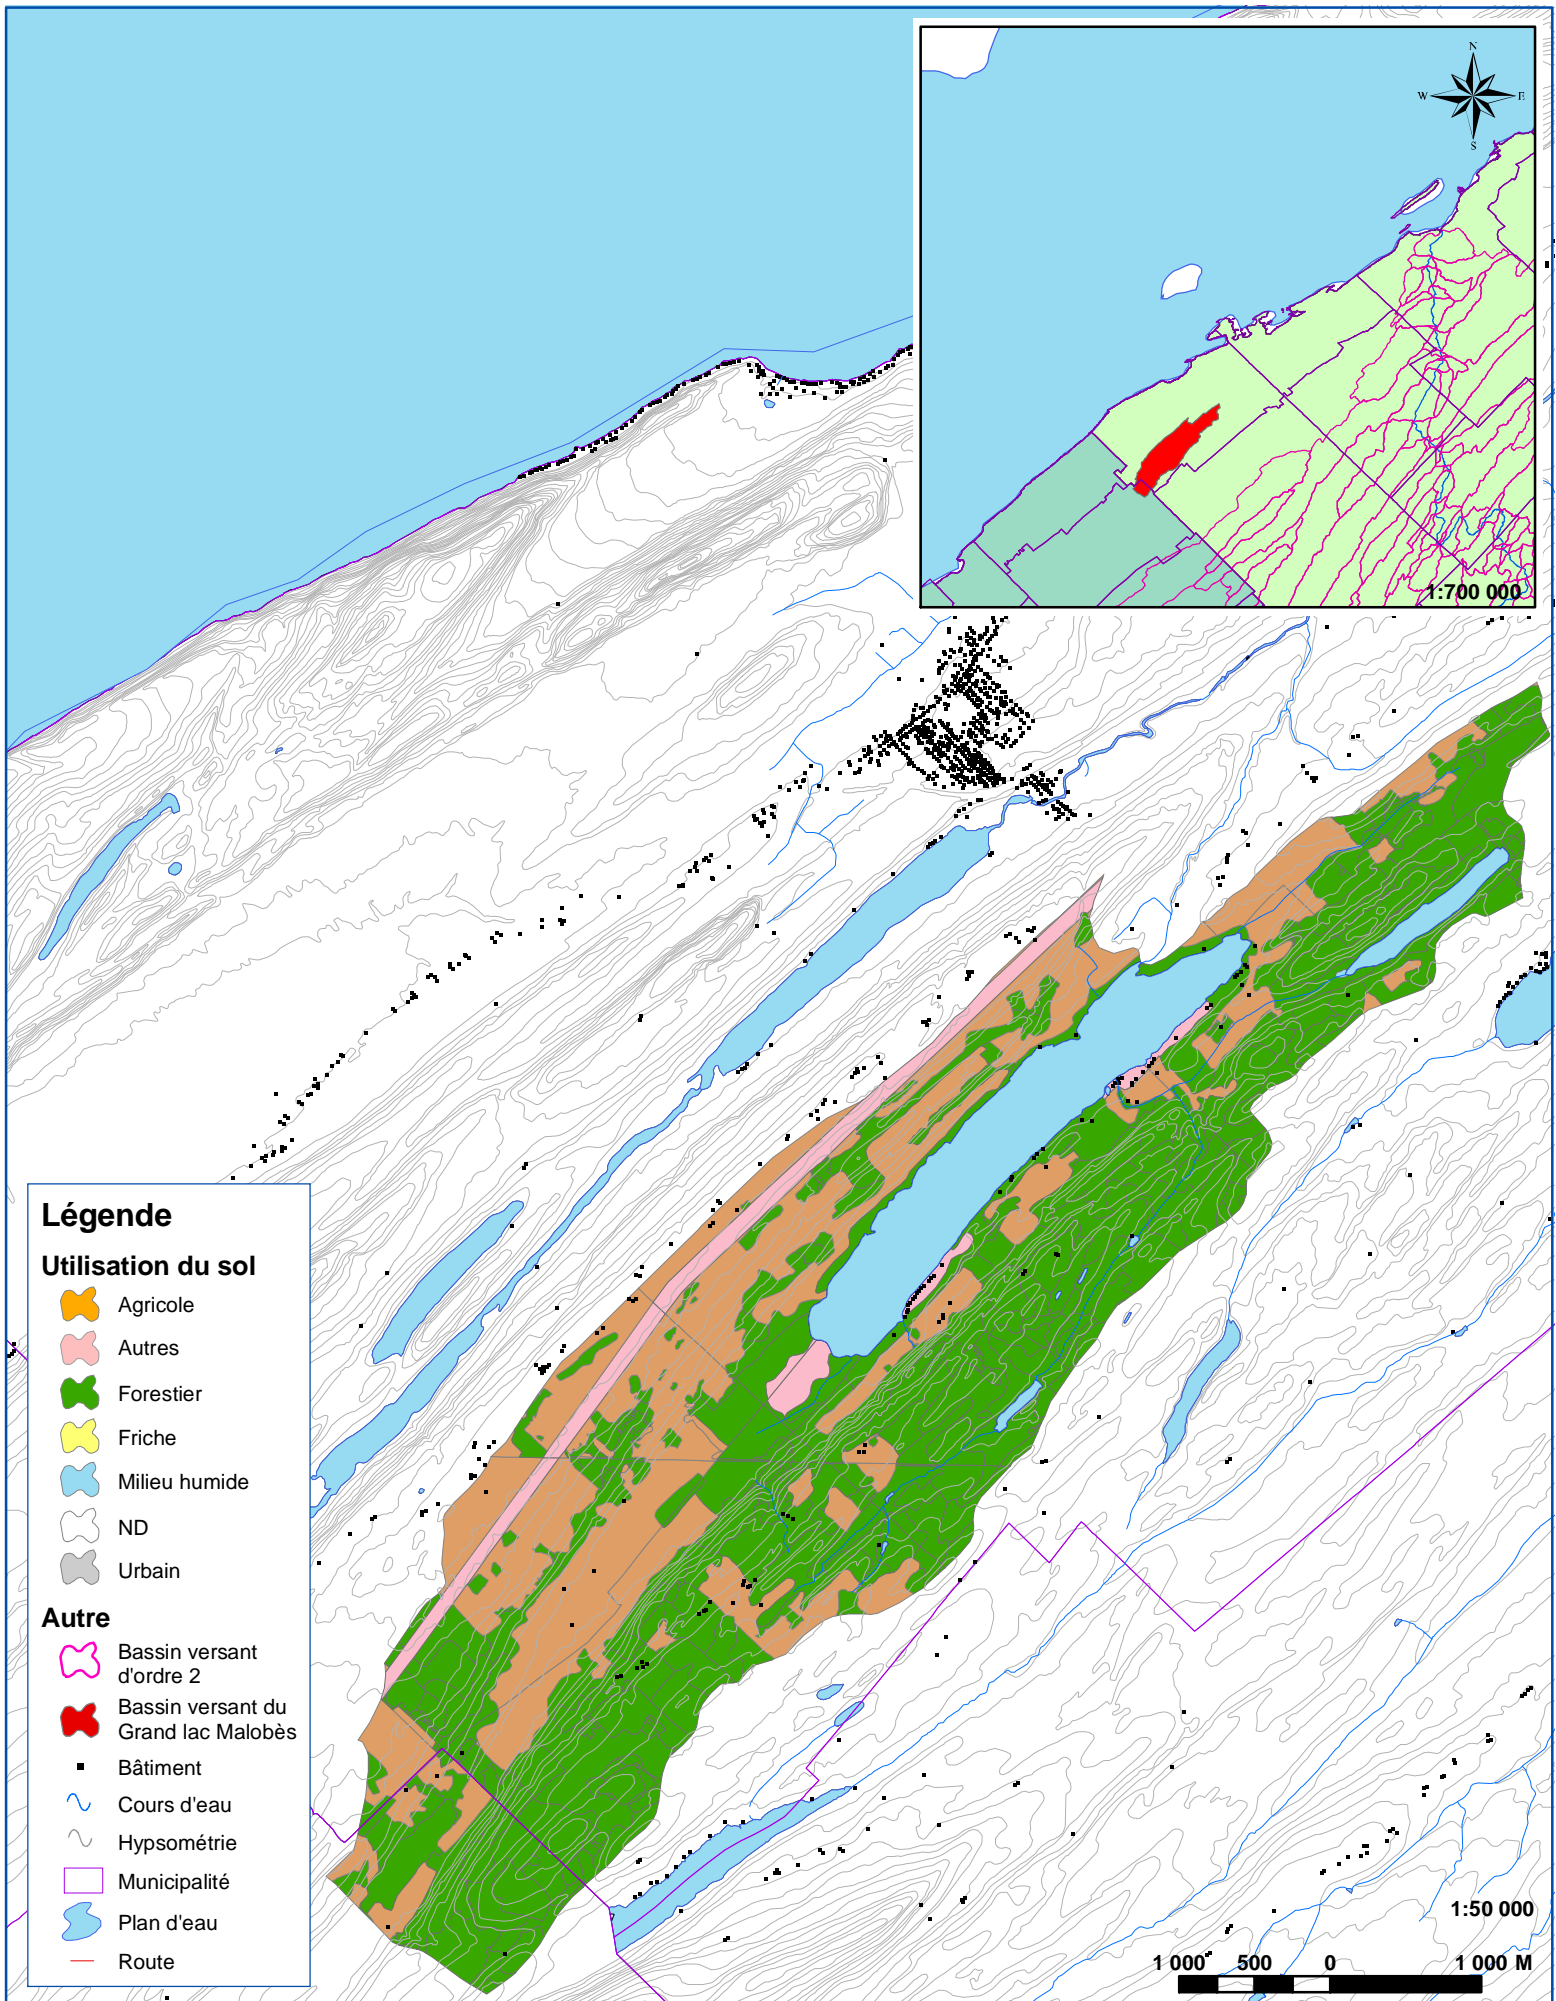 N
W
E
S
1:700 000
Légende
Utilisation du sol
Agricole
Autres
Forestier
Friche
Milieu humide
ND
Urbain
Autre
Bassin versant
d'ordre 2
Bassin versant du
Grand lac Malobès
Bâtiment
Cours d'eau
Hypsométrie
Municipalité
Plan d'eau
Route
1:50 000
1 000 500 0 1 000 M